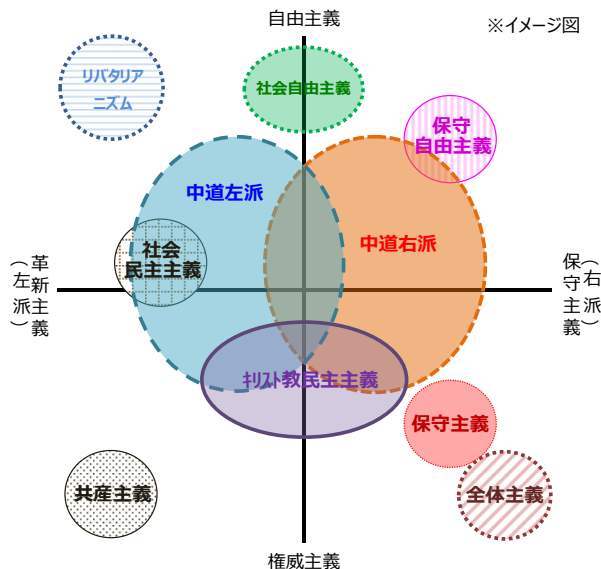 自由主義
※イメージ図
リバタリア
ニズム
社会自由主義
保守
自由主義
中道左派
中道右派
社会
民主主義
革新主義
（左派）
保守主義
（右派）
ｷﾘｽﾄ教民主主義
保守主義
共産主義
全体主義
権威主義